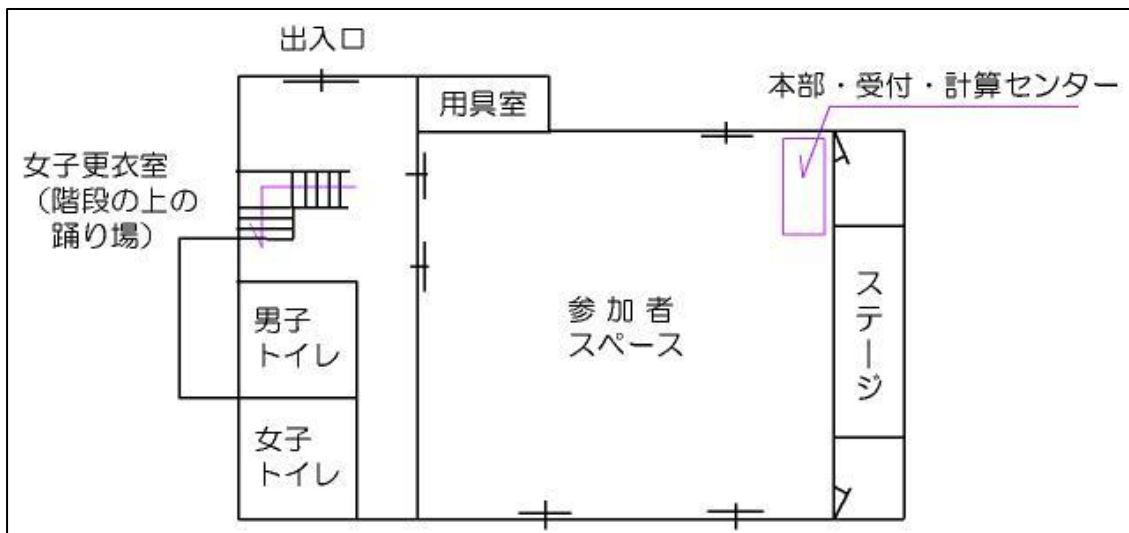 出入口
用具室
本部・受付・計算センター
女子更衣室
（階段の上の
踊り場）
男子
トイレ
参加者
スペース
ステージ
女子
トイレ